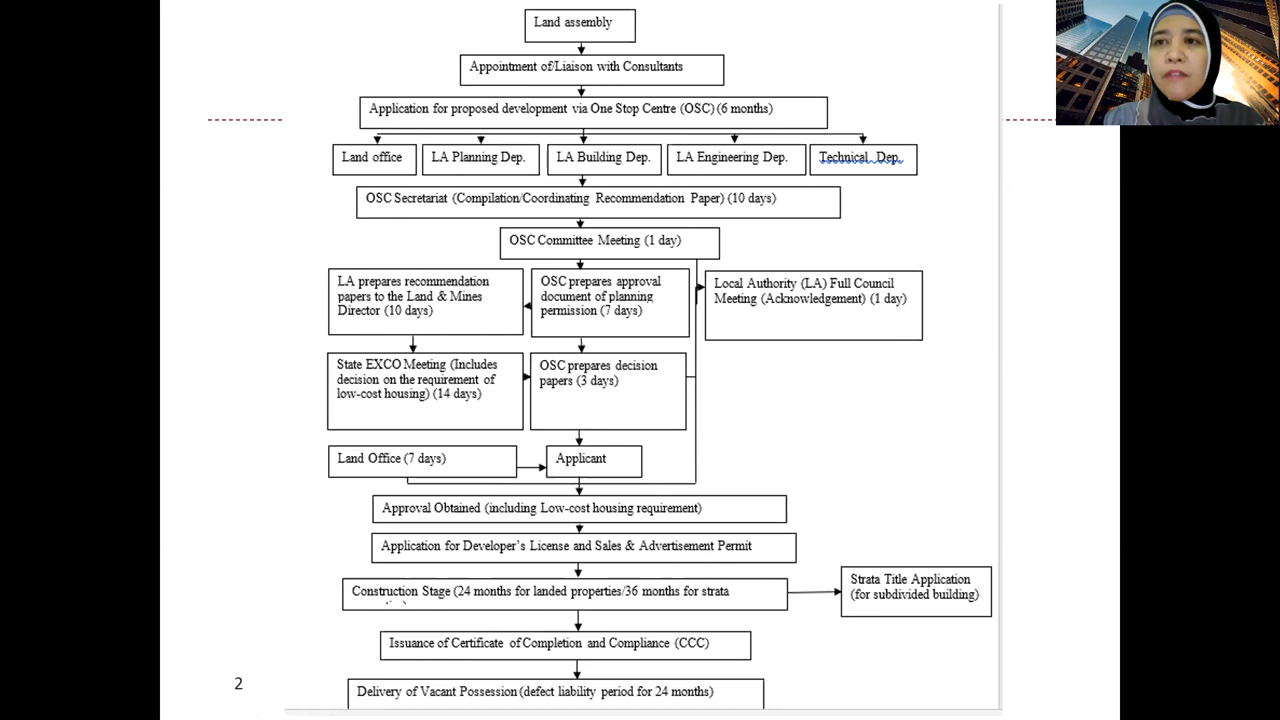 Land assembly
Appointment of/Liaison with Consultants
Application for proposed development via One Stop Centre (OSC) (6 months)
Land office
LA Planning Dep.
LA Building Dep.
LA Engineering Dep.
Technical Dep.
OSC Secretariat (Compilation/Coordinating Recommendation Paper) (10 days)
OSC Committee Meeting (1 day)
LA prepares recommendation
papers to the Land & Mines
Director (10 days)
OSC prepares approval
document of planning
permission (7 days)
Local Authority (LA) Full Council
Meeting (Acknowledgement) (1 day)
State EXCO Meeting (Includes
decision on the requirement of
low-cost housing) (14 days)
OSC prepares decision
papers (3 days)
Land Office (7 days)
Applicant
Approval Obtained (including Low-cost housing requirement)
Application for Developer's License and Sales & Advertisement Permit
Construction Stage (24 months for landed properties/36 months for strata
Strata Title Application
(for subdivided building)
Issuance of Certificate of Completion and Compliance (CCC)
2
Delivery of Vacant Possession (defect liability period for 24 months)